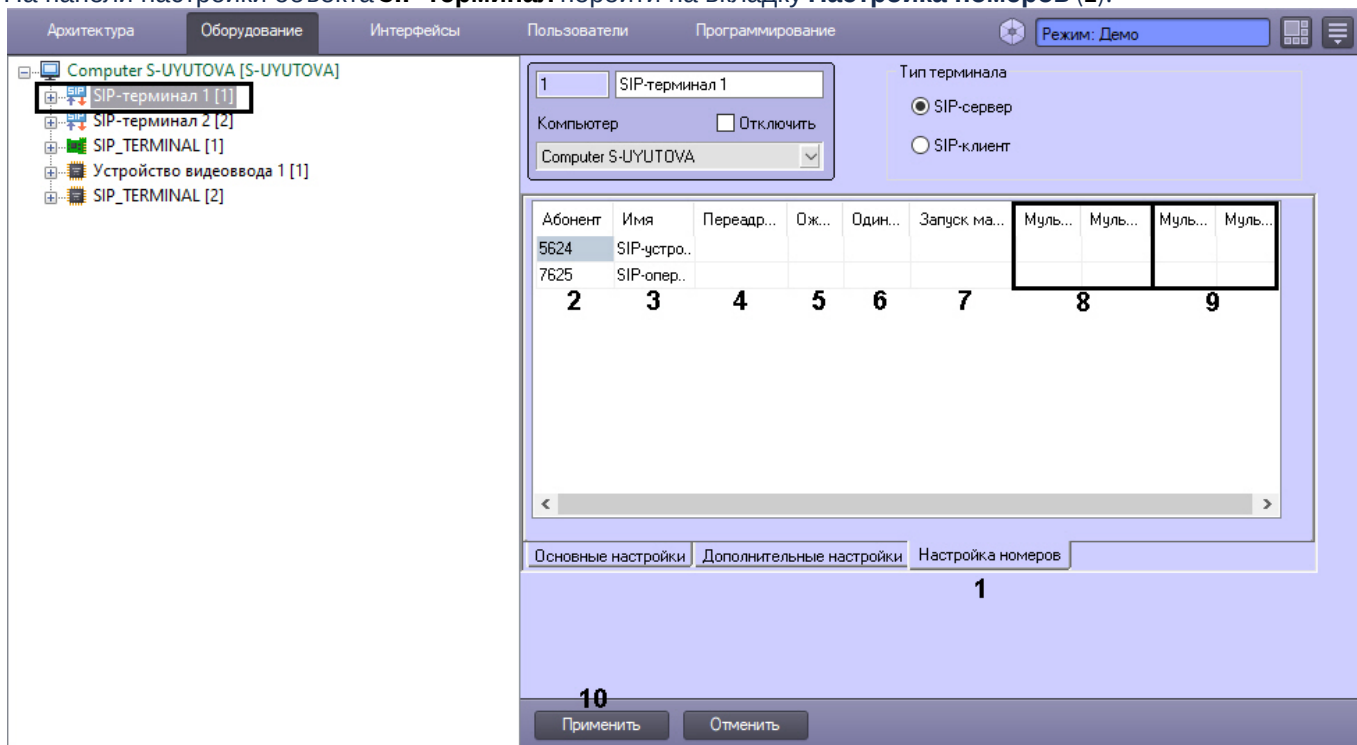 На панели настройки объекта SIP-терминал перейти на вкладку Настройка номеров (1).
Архитектура Оборудование Интерфейсы Пользователи Программирование Режим: Демо
Computer S-UYUTOVA [S-UYUTOVA]
SIP-терминал 1 [1]
SIP-терминал 2 [2]
SIP_TERMINAL [1]
Устройство видеоввода 1 [1]
SIP_TERMINAL [2]
1 SIP-терминал 1
Компьютер Отключить
Computer S-UYUTOVA
Тип терминала
SIP-сервер
SIP-клиент
Абонент Имя Переадр... Ож... Один... Запуск ма... Муль... Муль... Муль... Муль...
5624 SIP-устро..
7625 SIP-опер..
2 3 4 5 6 7 8 9
Основные настройки Дополнительные настройки Настройка номеров
1
10
Применить Отменить